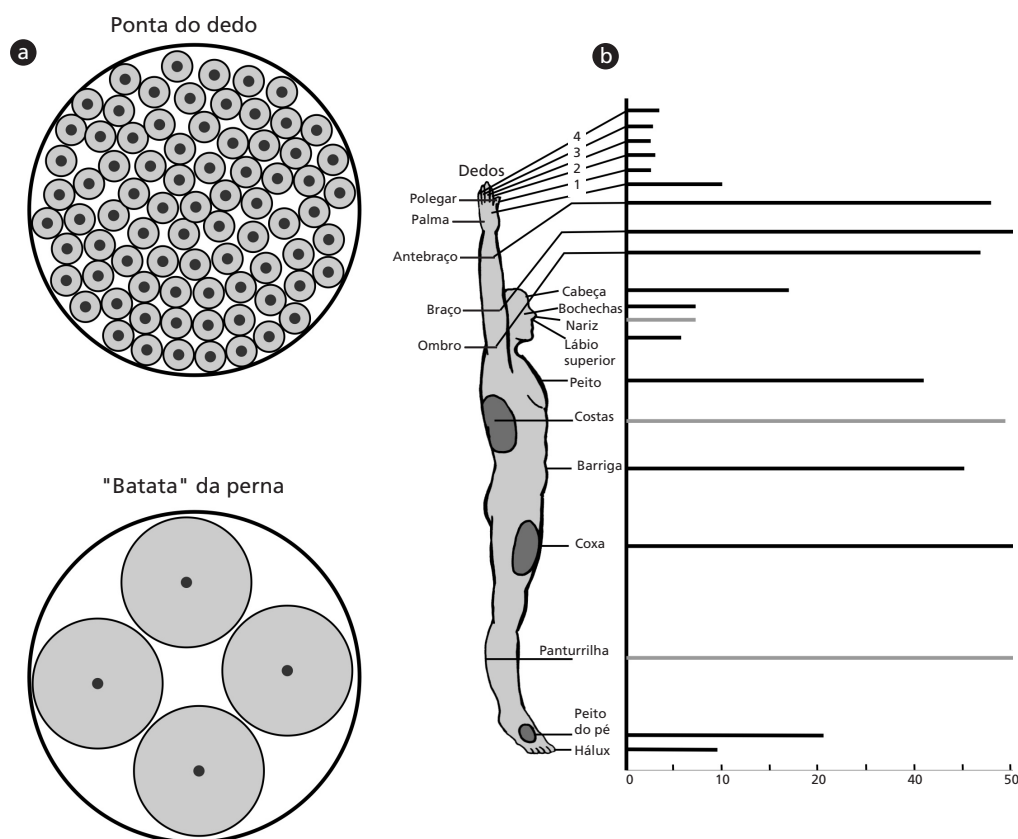 Ponta do dedo
a
"Batata" da perna
b
4
3
2
1
Dedos
Polegar
Palma
Antebraço
Braço
Ombro
Cabeça
Bochechas
Nariz
Lábio
superior
Peito
Costas
Barriga
Coxa
Panturrilha
Peito
do pé
Hálux
0 10 20 30 40 50